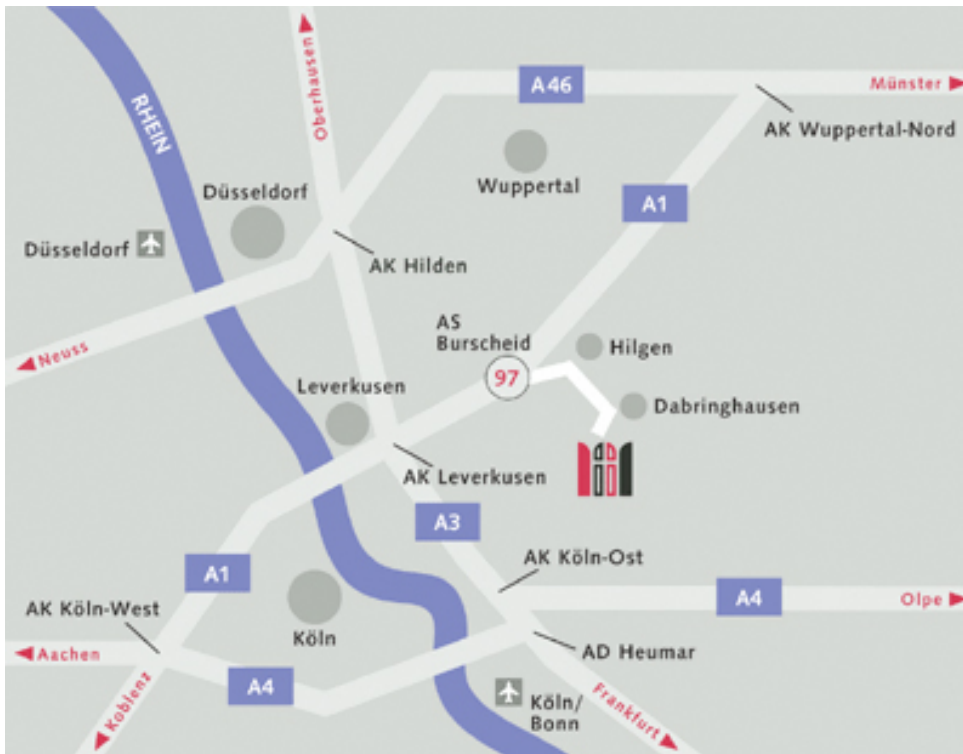 RHEIN
Oberhausen
A46
Münster
AK Wuppertal-Nord
Wuppertal
Düsseldorf
A1
Düsseldorf
AK Hilden
AS
Burscheid
Hilgen
Neuss
97
Leverkusen
Dabringhausen
AK Leverkusen
A3
AK Köln-Ost
A1
A4
Olpe
AK Köln-West
Köln
AD Heumar
Aachen
A4
Köln/
Bonn
Koblenz
Frankfurt